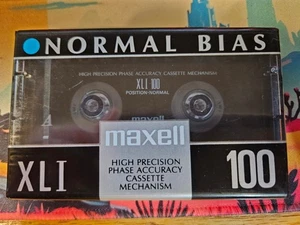 NORMAL BIAS
HIGH PRECISION PHASE ACCURACY CASSETTE MECHANISM
XLI 100
POSITION·NORMAL
A
maxell
maxell
HIGH PRECISION
PHASE ACCURACY
CASSETTE
MECHANISM
XLI
100